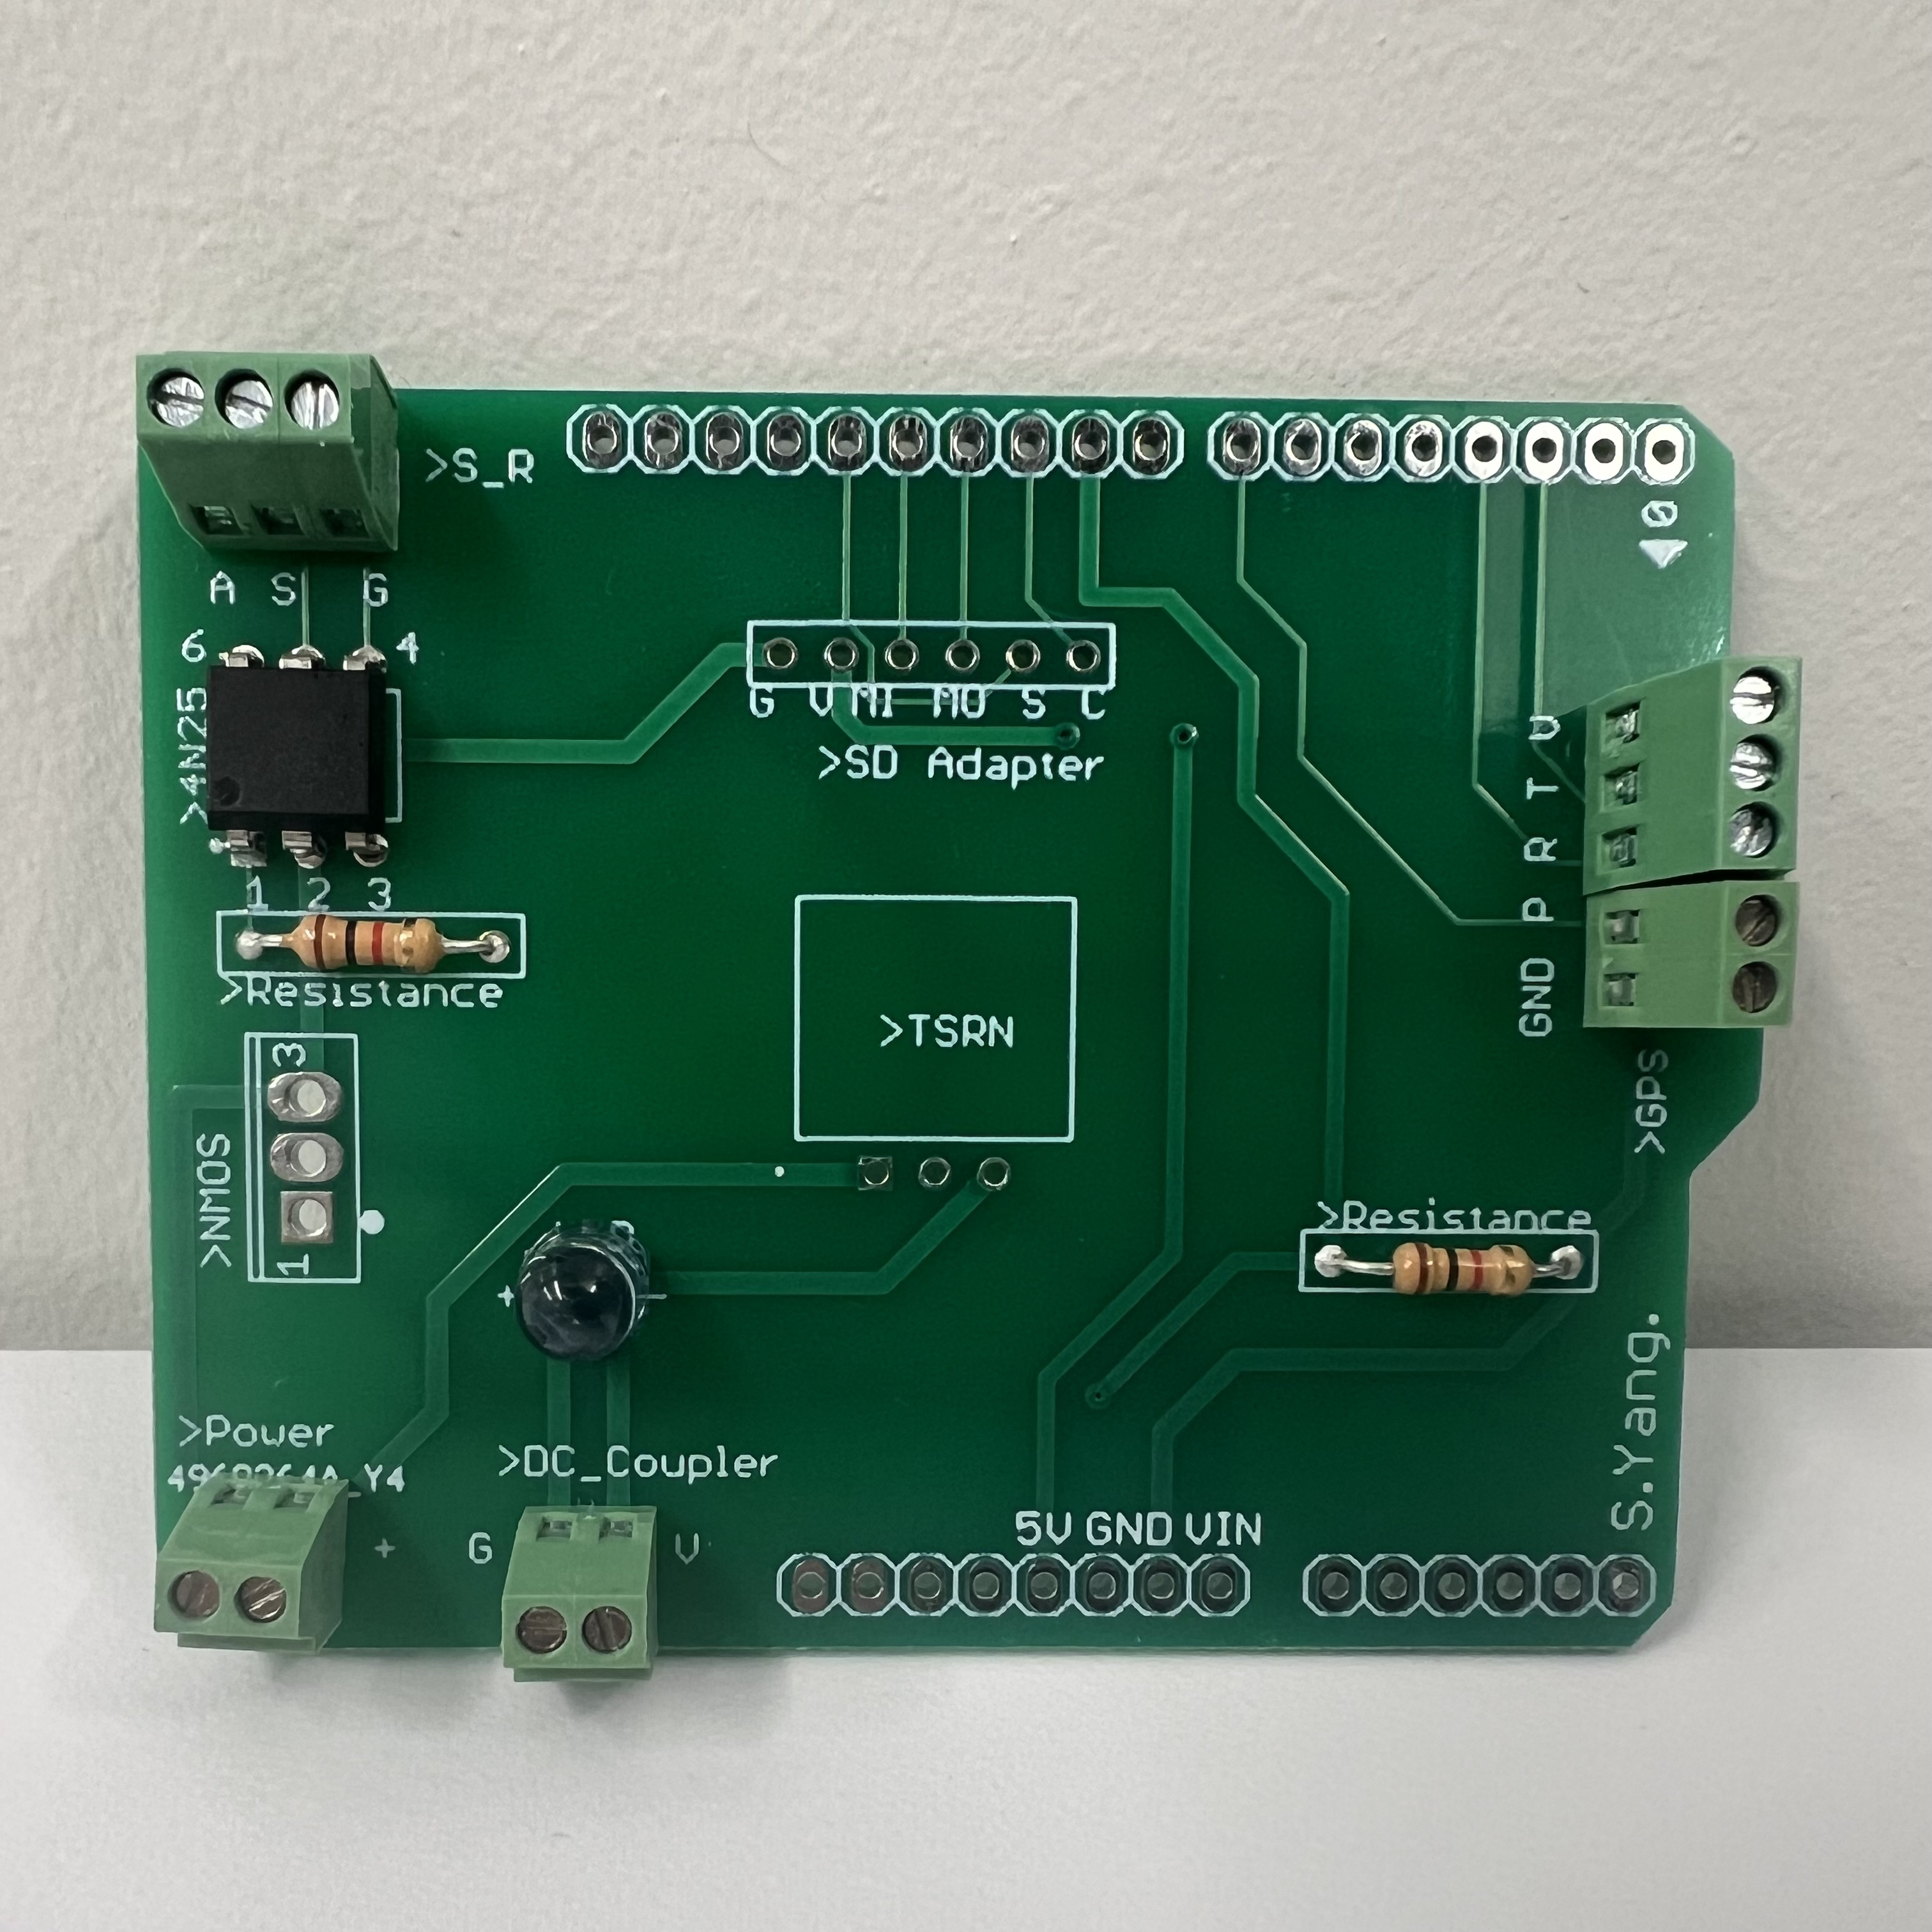 >S_R
0
A S G
6 4
>4N25
G V MI MO S C
>SD Adapter
V
T
R
P
GND
>GPS
1 2 3
>Resistance
>TSRN
3
>NMOS
1
>Resistance
+ -
S.Yang.
>Power
>DC_Coupler
+
G V
5V GND VIN